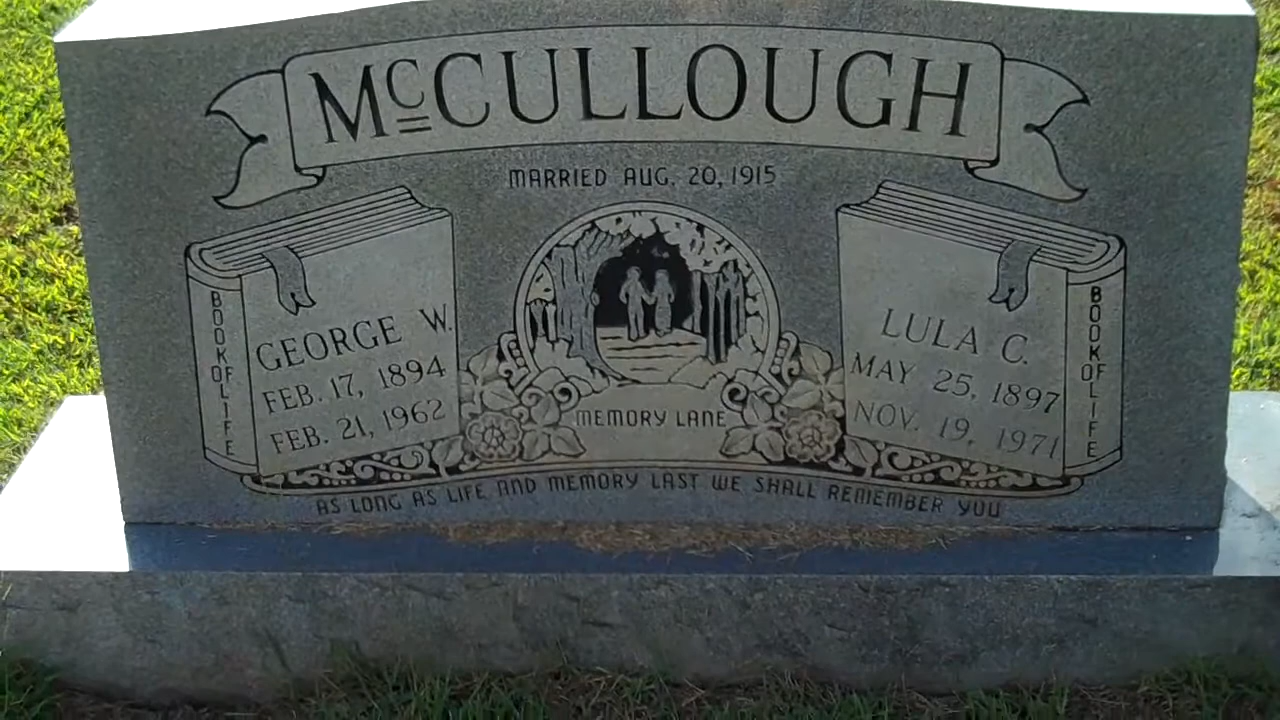 McCULLOUGH
MARRIED AUG. 20, 1915
BOOK OF LIFE
GEORGE W.
FEB. 17, 1894
FEB. 21, 1962
MEMORY LANE
LULA C.
MAY 25, 1897
NOV. 19, 1971
BOOK OF LIFE
AS LONG AS LIFE AND MEMORY LAST WE SHALL REMEMBER YOU